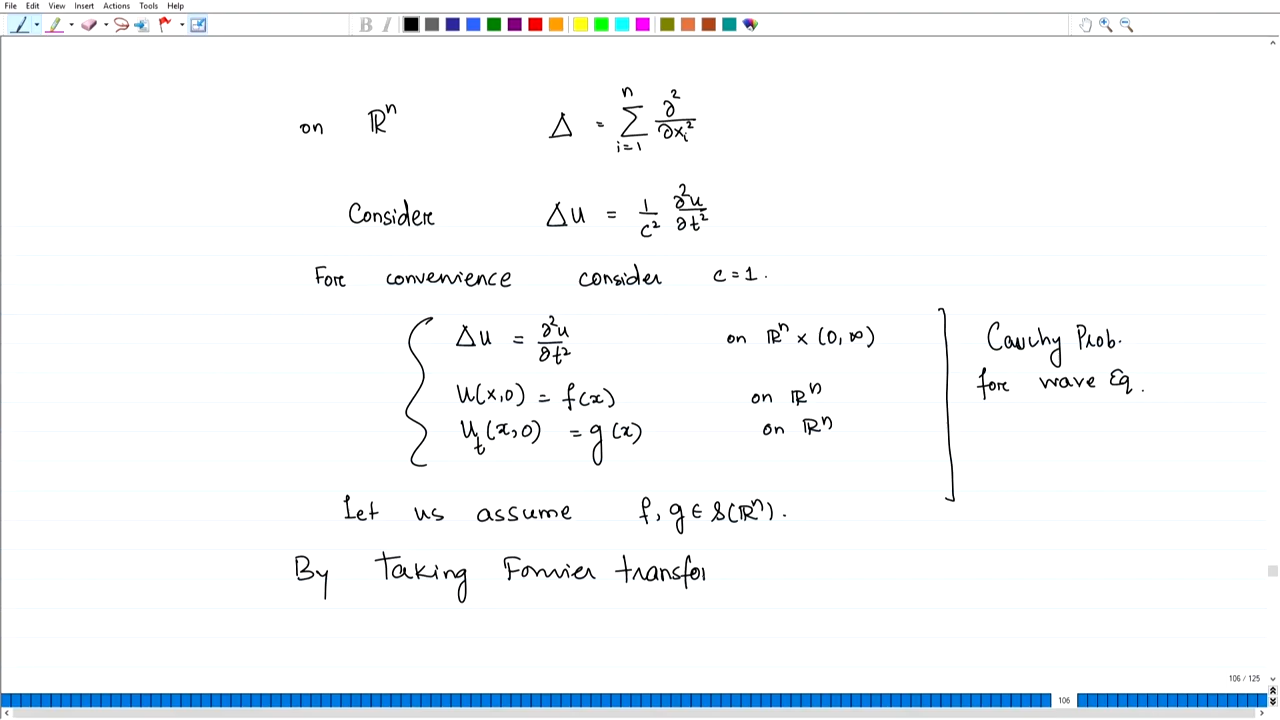 File Edit View Insert Actions Tools Help
B I
on ℝⁿ Δ = ∑_{i=1}^{n} ∂²/∂xᵢ²
Consider Δu = 1/c² ∂²u/∂t²
For convenience consider c = 1.
Δu = ∂²u/∂t² on ℝⁿ × (0, ∞)
u(x,0) = f(x) on ℝⁿ
u_t(x,0) = g(x) on ℝⁿ
Cauchy Prob.
for wave Eq.
Let us assume f, g ∈ S(ℝⁿ).
By Taking Fourier transfor
106 / 125
106